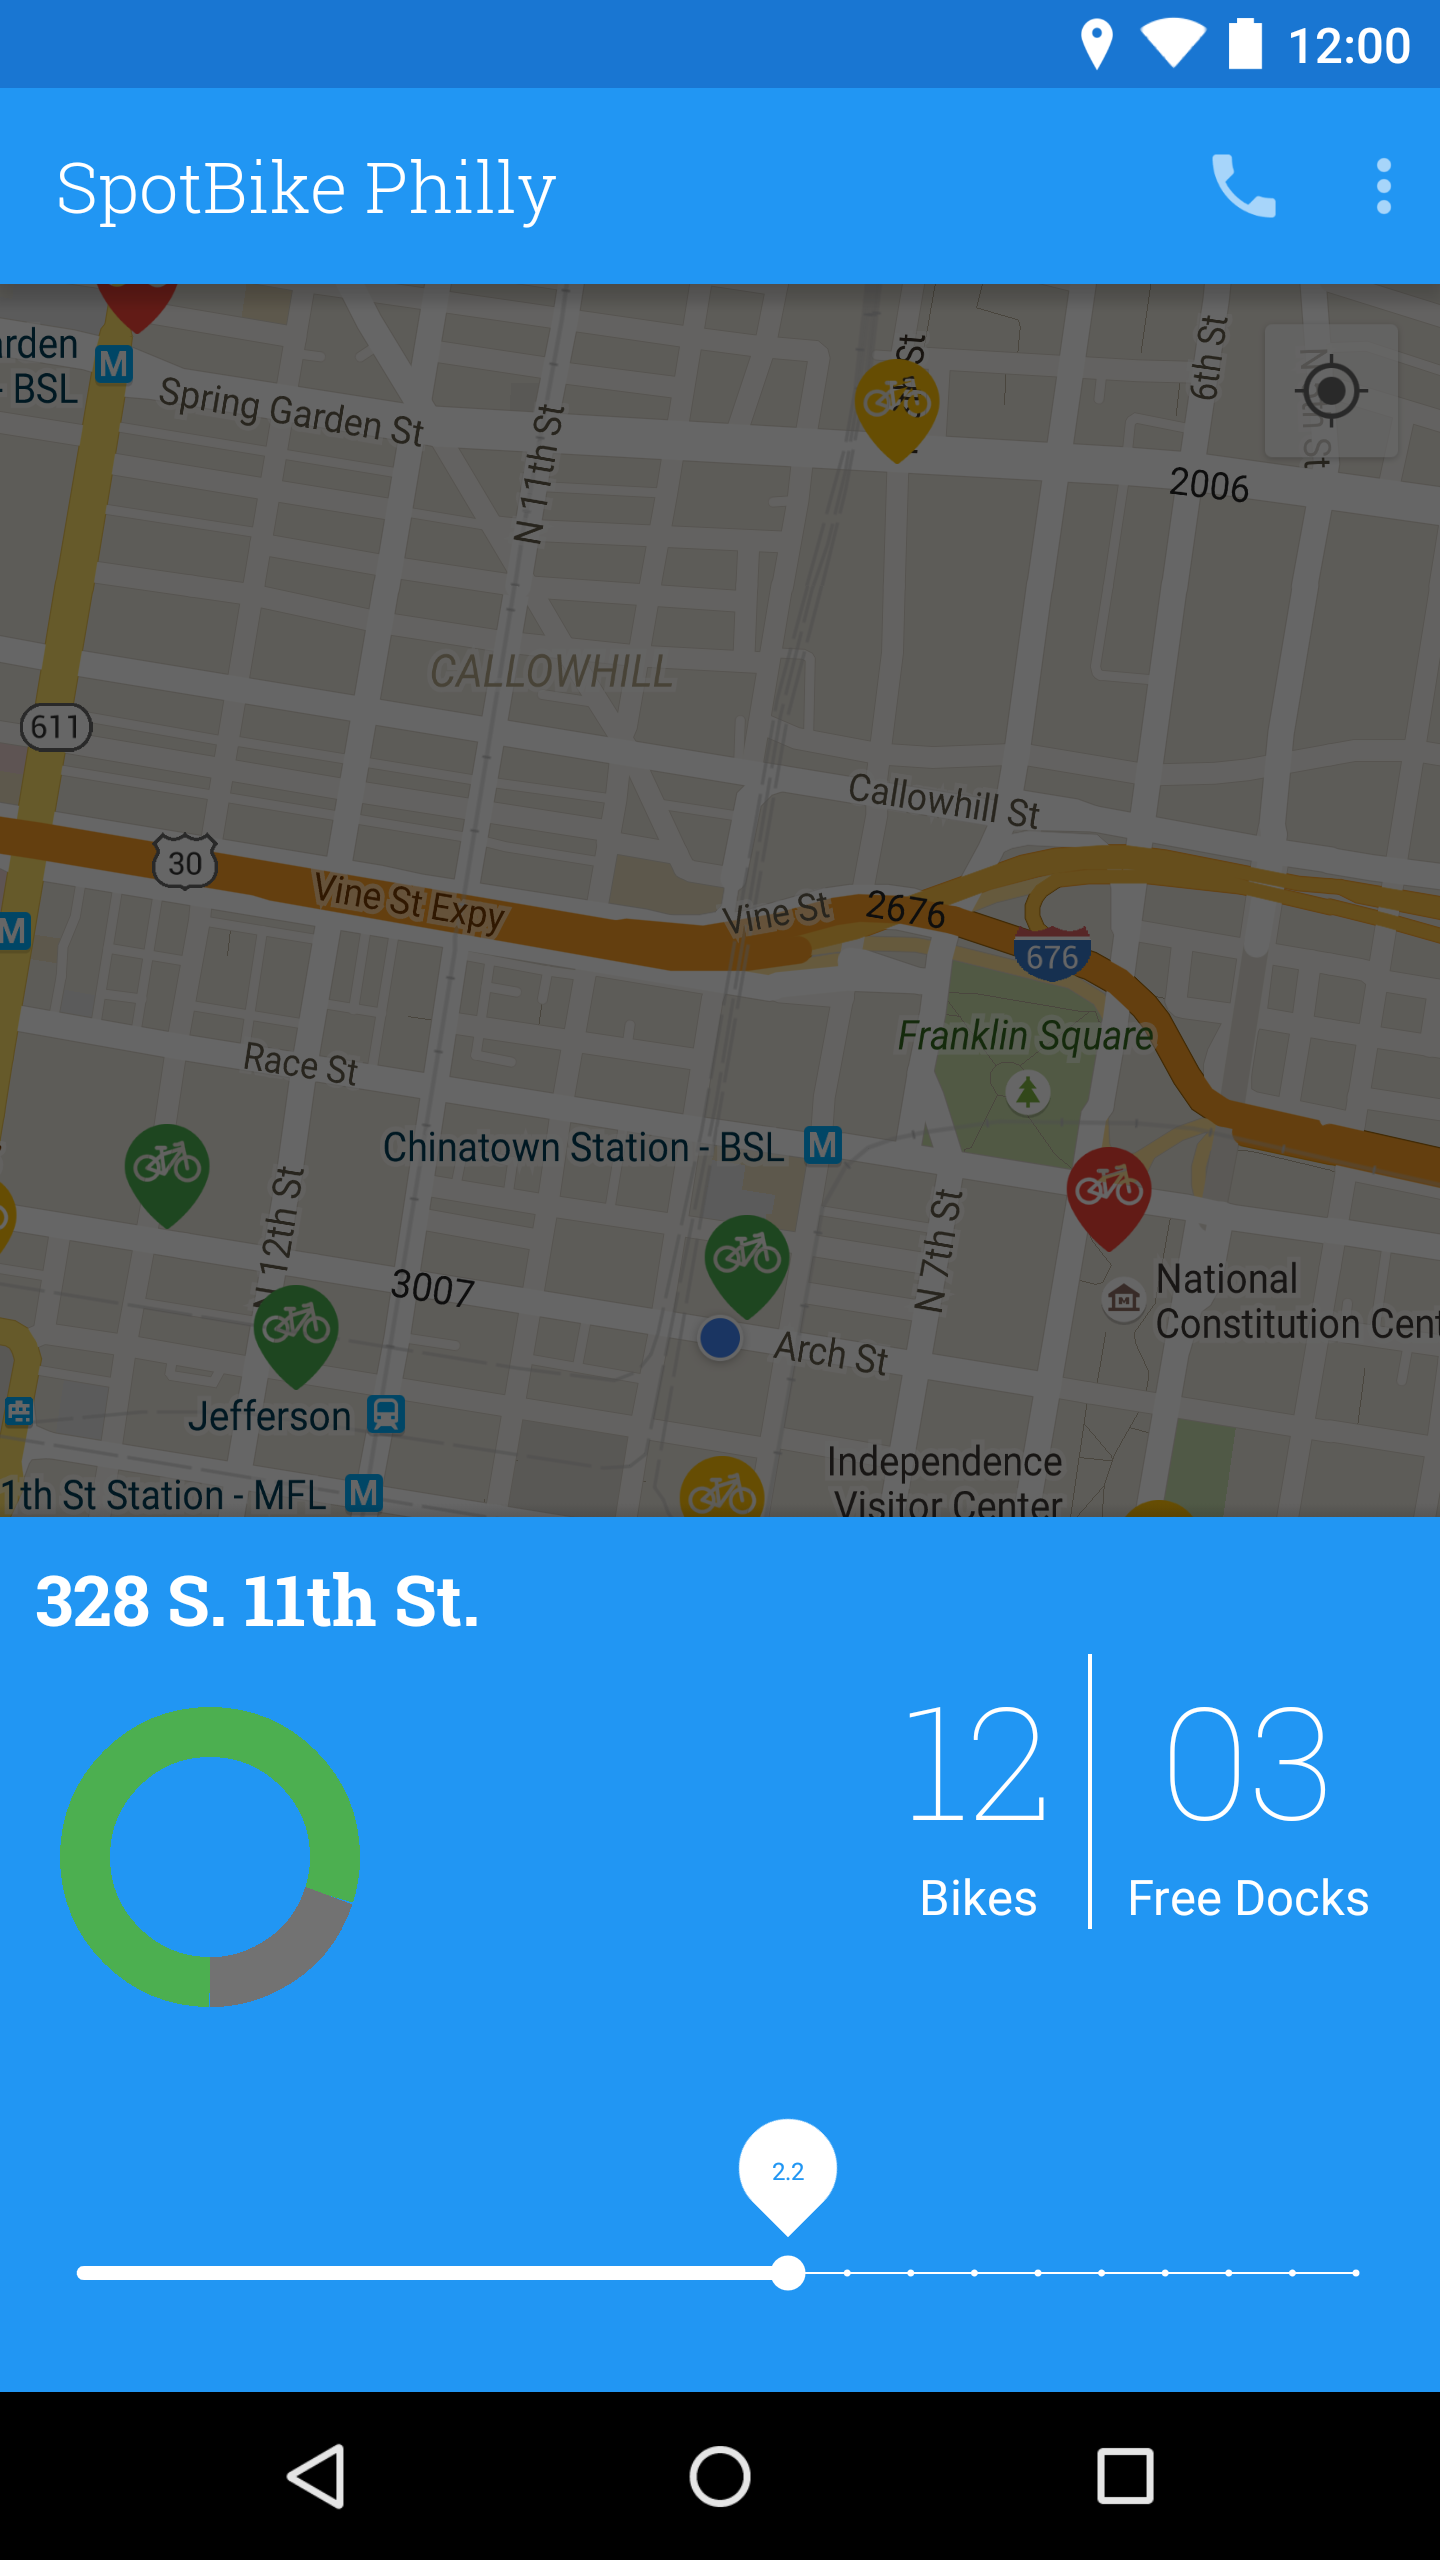 12:00
SpotBike Philly
arden
- BSL
M
Spring Garden St
N 11th St
6th St
2006
CALLOWHILL
611
Callowhill St
30
Vine St Expy
Vine St
2676
676
M
Franklin Square
Race St
Chinatown Station - BSL M
N 12th St
N 7th St
3007
Arch St
National
Constitution Cent
Jefferson
Independence
Visitor Center
1th St Station - MFL M
328 S. 11th St.
12
03
Bikes
Free Docks
2.2